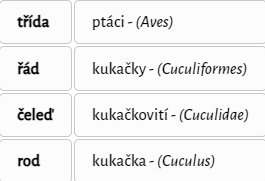 třída ptáci - (Aves)
řád kukačky - (Cuculiformes)
čeleď kukačkovití - (Cuculidae)
rod kukačka - (Cuculus)